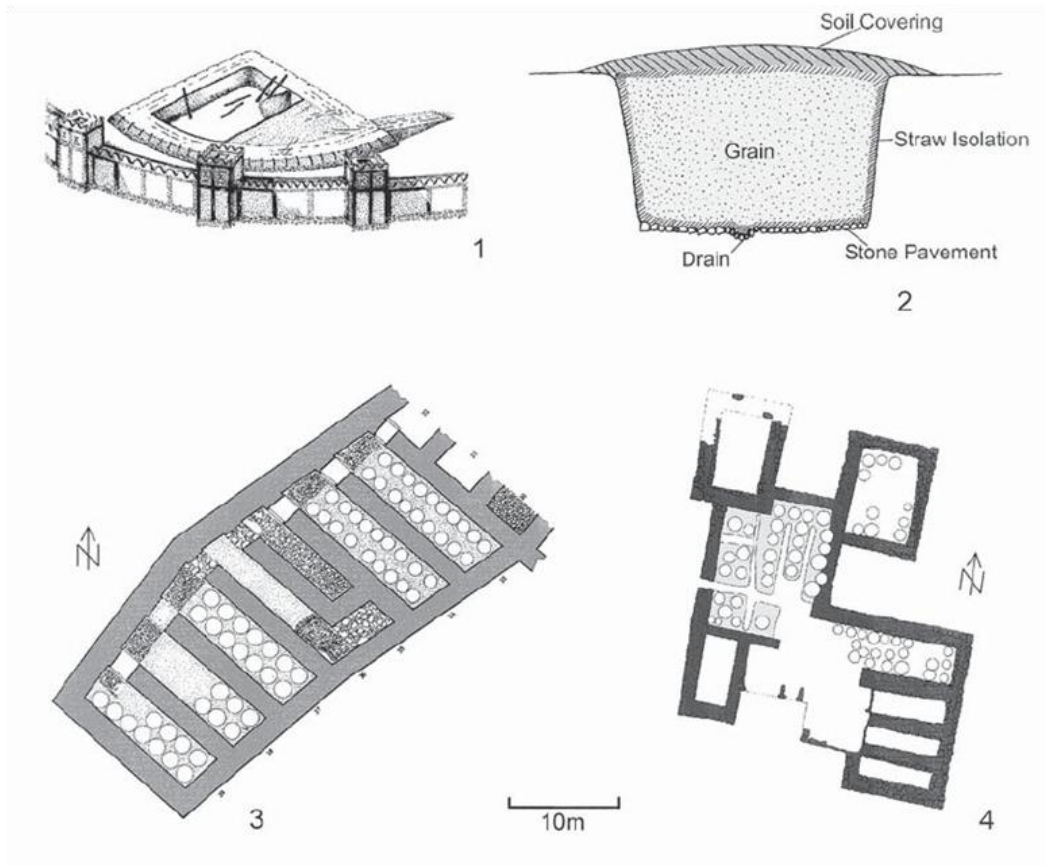 Soil Covering
Grain
Straw Isolation
Drain
Stone Pavement
1
2
N
N
3
10m
4